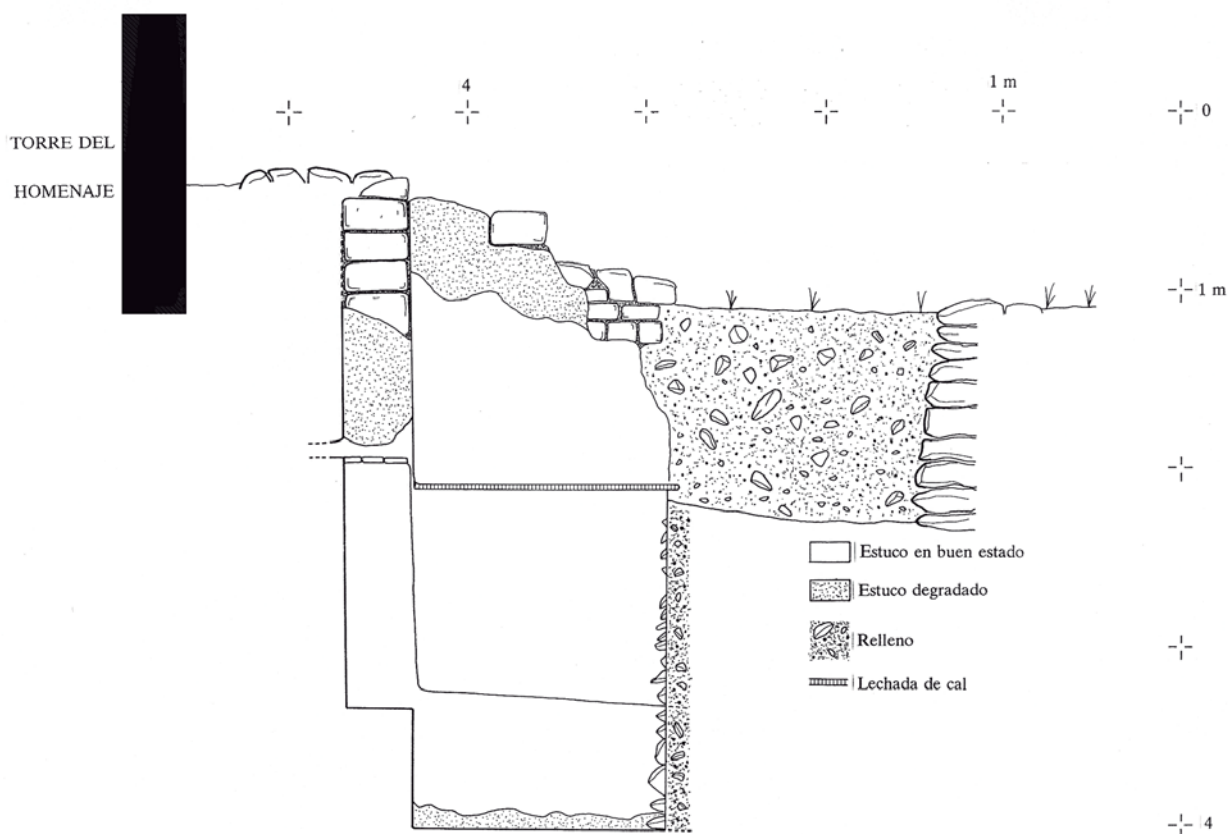 4
1 m
0
TORRE DEL
HOMENAJE
1 m
Estuco en buen estado
Estuco degradado
Relleno
Lechada de cal
4